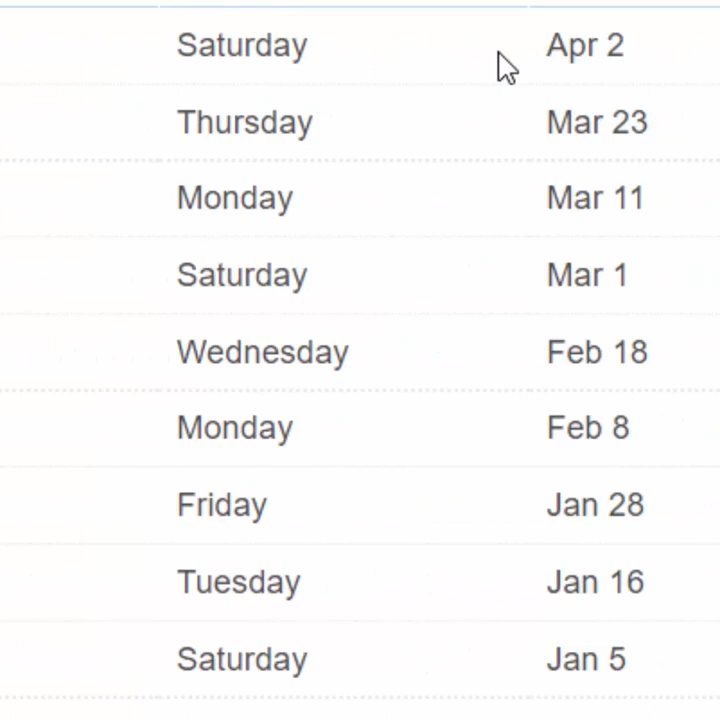 Saturday Apr 2
Thursday Mar 23
Monday Mar 11
Saturday Mar 1
Wednesday Feb 18
Monday Feb 8
Friday Jan 28
Tuesday Jan 16
Saturday Jan 5